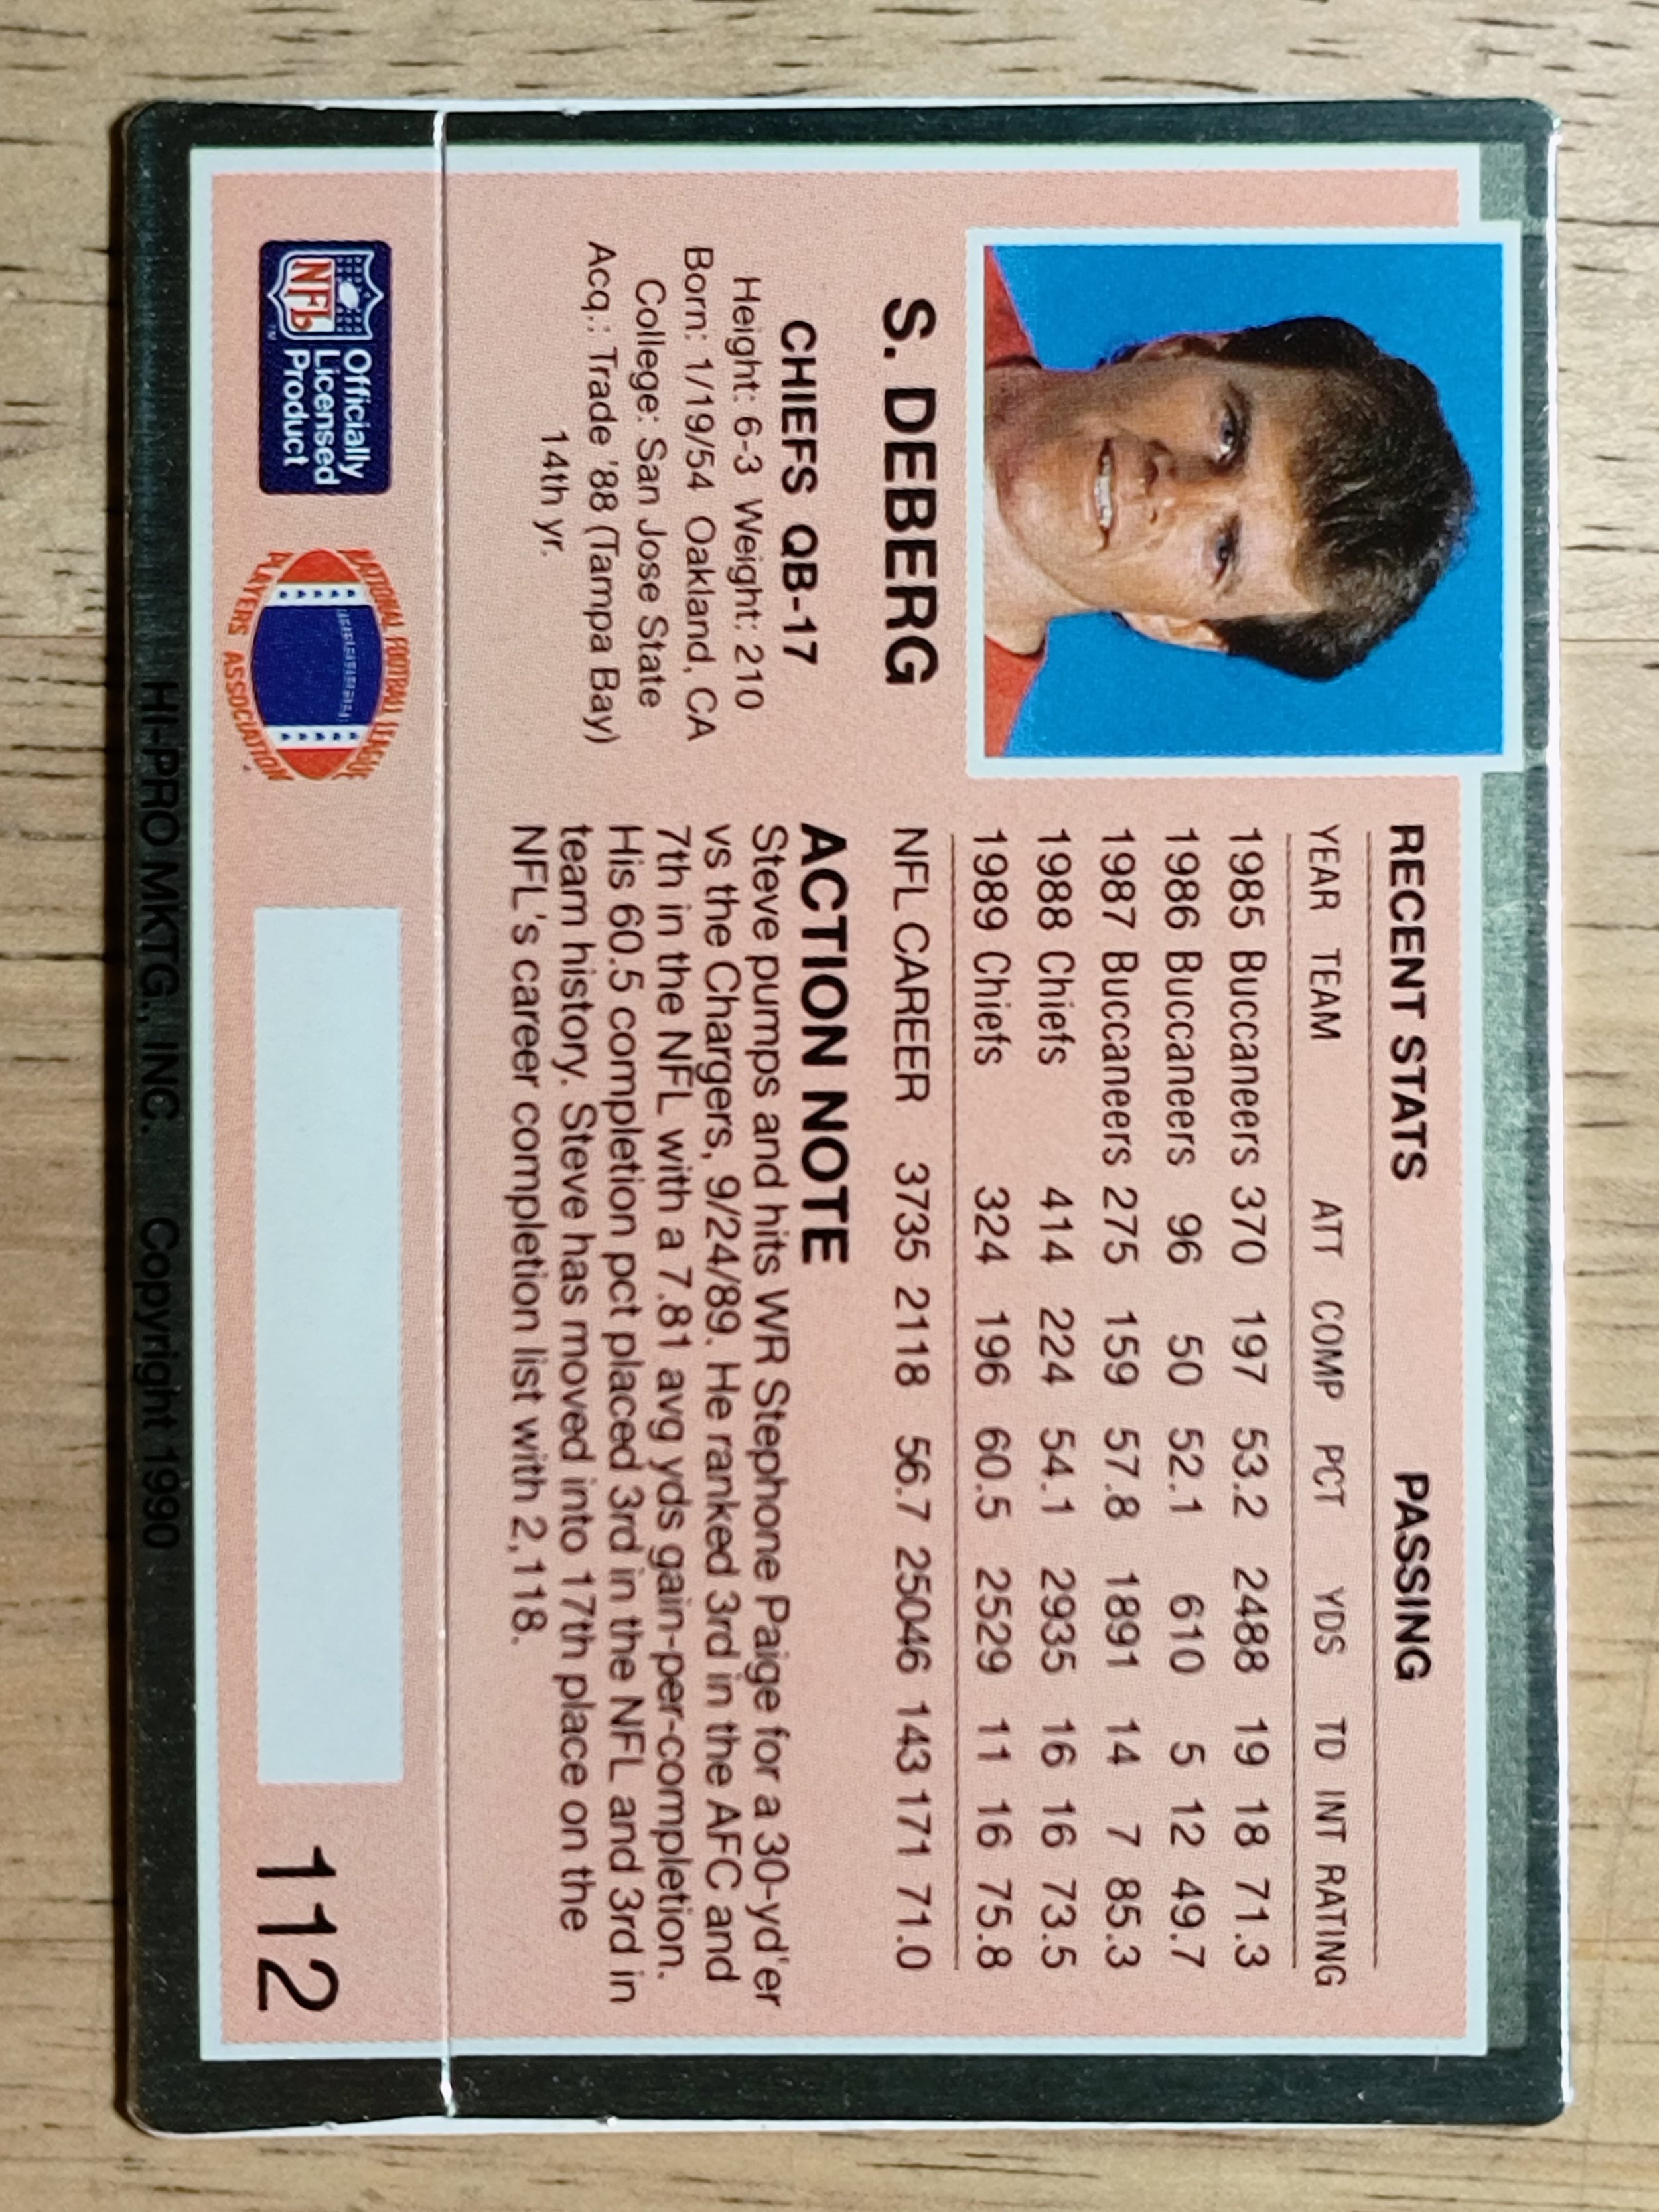 S. DEBERG
CHIEFS QB-17
Height: 6-3 Weight: 210
Born: 1/19/54 Oakland, CA
College: San Jose State
Acq.: Trade '88 (Tampa Bay)
14th yr.
RECENT STATS PASSING
YEAR TEAM ATT COMP PCT YDS TD INT RATING
1985 Buccaneers 370 197 53.2 2488 19 18 71.3
1986 Buccaneers 96 50 52.1 610 5 12 49.7
1987 Buccaneers 275 159 57.8 1891 14 7 85.3
1988 Chiefs 414 224 54.1 2935 16 16 73.5
1989 Chiefs 324 196 60.5 2529 11 16 75.8
NFL CAREER 3735 2118 56.7 25046 143 171 71.0
ACTION NOTE
Steve pumps and hits WR Stephone Paige for a 30-yd'er
vs the Chargers, 9/24/89. He ranked 3rd in the AFC and
7th in the NFL with a 7.81 avg yds gain-per-completion.
His 60.5 completion pct placed 3rd in the NFL and 3rd in
team history. Steve has moved into 17th place on the
NFL's career completion list with 2,118.
NFL
TM
Officially
Licensed
Product
NATIONAL FOOTBALL LEAGUE
PLAYERS ASSOCIATION
112
HI-PRO MKTG., INC. Copyright 1990